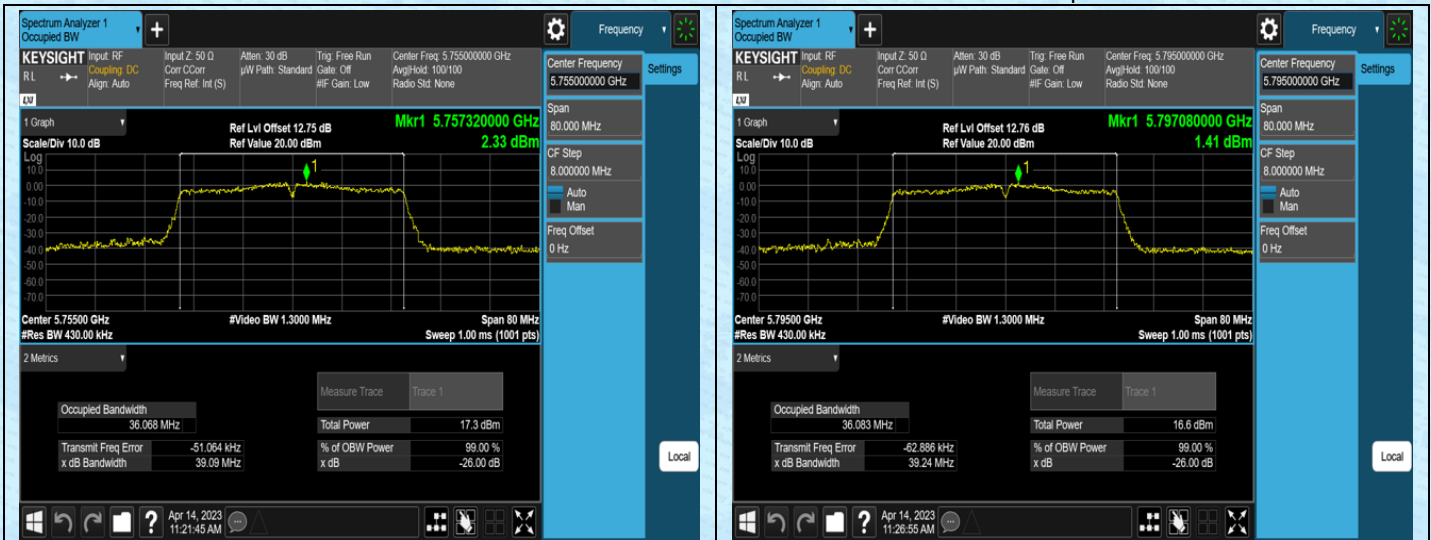 Spectrum Analyzer 1
Occupied BW
Frequency
KEYSIGHT
Input: RF
Input Z: 50 Ω
Atten: 30 dB
Trig: Free Run
Center Freq: 5.755000000 GHz
R L
Coupling: DC
Corr CCorr
µW Path: Standard
Gate: Off
Avg|Hold: 100/100
Align: Auto
Freq Ref: Int (S)
#IF Gain: Low
Radio Std: None
Center Frequency
5.755000000 GHz
Settings
Span
80.000 MHz
CF Step
8.000000 MHz
Auto
Man
Freq Offset
0 Hz
Local
1 Graph
Ref Lvl Offset 12.75 dB
Mkr1 5.757320000 GHz
Scale/Div 10.0 dB
Ref Value 20.00 dBm
2.33 dBm
Log
10.0
0.00
-10.0
-20.0
-30.0
-40.0
-50.0
-60.0
-70.0
1
Center 5.75500 GHz
#Video BW 1.3000 MHz
Span 80 MHz
#Res BW 430.00 kHz
Sweep 1.00 ms (1001 pts)
2 Metrics
Measure Trace
Trace 1
Occupied Bandwidth
36.068 MHz
Total Power
17.3 dBm
Transmit Freq Error
-51.064 kHz
% of OBW Power
99.00 %
x dB Bandwidth
39.09 MHz
x dB
-26.00 dB
Apr 14, 2023
11:21:45 AM
Spectrum Analyzer 1
Occupied BW
Frequency
KEYSIGHT
Input: RF
Input Z: 50 Ω
Atten: 30 dB
Trig: Free Run
Center Freq: 5.795000000 GHz
R L
Coupling: DC
Corr CCorr
µW Path: Standard
Gate: Off
Avg|Hold: 100/100
Align: Auto
Freq Ref: Int (S)
#IF Gain: Low
Radio Std: None
Center Frequency
5.795000000 GHz
Settings
Span
80.000 MHz
CF Step
8.000000 MHz
Auto
Man
Freq Offset
0 Hz
Local
1 Graph
Ref Lvl Offset 12.76 dB
Mkr1 5.797080000 GHz
Scale/Div 10.0 dB
Ref Value 20.00 dBm
1.41 dBm
Log
10.0
0.00
-10.0
-20.0
-30.0
-40.0
-50.0
-60.0
-70.0
1
Center 5.79500 GHz
#Video BW 1.3000 MHz
Span 80 MHz
#Res BW 430.00 kHz
Sweep 1.00 ms (1001 pts)
2 Metrics
Measure Trace
Trace 1
Occupied Bandwidth
36.083 MHz
Total Power
16.6 dBm
Transmit Freq Error
-62.886 kHz
% of OBW Power
99.00 %
x dB Bandwidth
39.24 MHz
x dB
-26.00 dB
Apr 14, 2023
11:26:55 AM